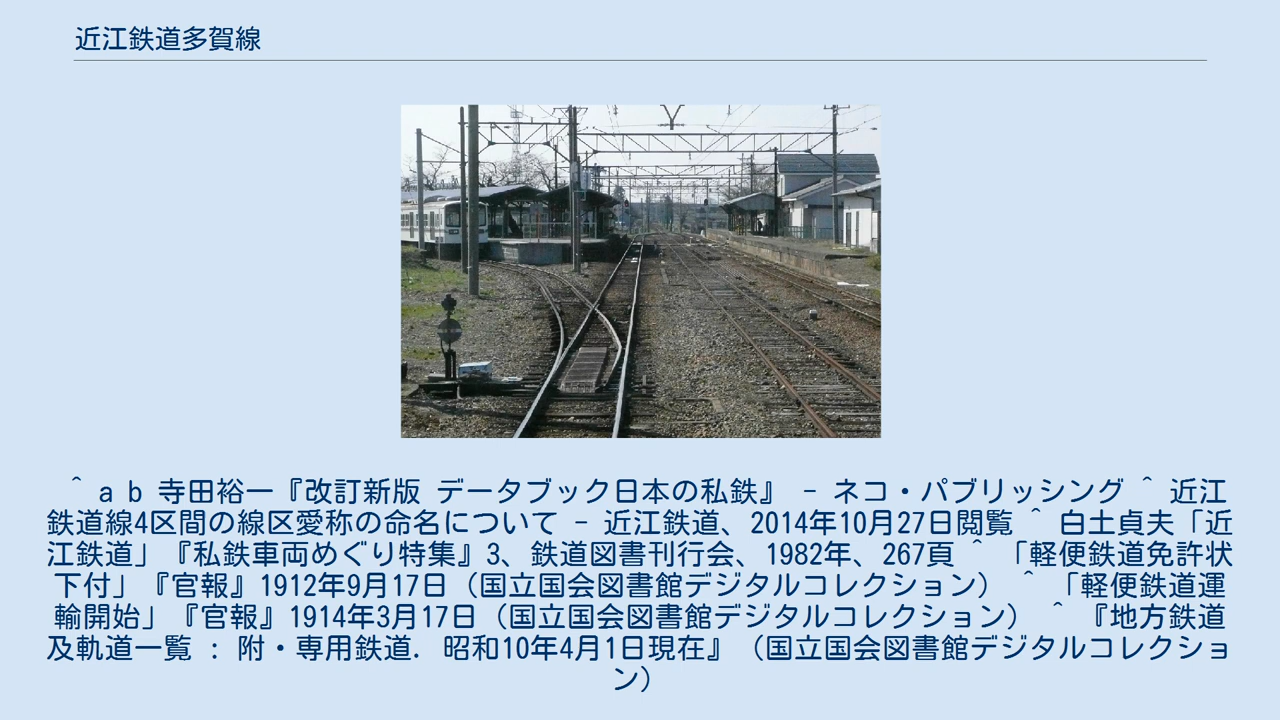 近江鉄道多賀線
^ a b 寺田裕一『改訂新版 データブック日本の私鉄』 - ネコ・パブリッシング ^ 近江
鉄道線4区間の線区愛称の命名について - 近江鉄道、2014年10月27日閲覧 ^ 白土貞夫「近
江鉄道」『私鉄車両めぐり特集』3、鉄道図書刊行会、1982年、267頁 ^ 「軽便鉄道免許状
下付」『官報』1912年9月17日（国立国会図書館デジタルコレクション） ^ 「軽便鉄道運
輸開始」『官報』1914年3月17日（国立国会図書館デジタルコレクション） ^ 『地方鉄道
及軌道一覧 : 附・専用鉄道. 昭和10年4月1日現在』（国立国会図書館デジタルコレクショ
ン）